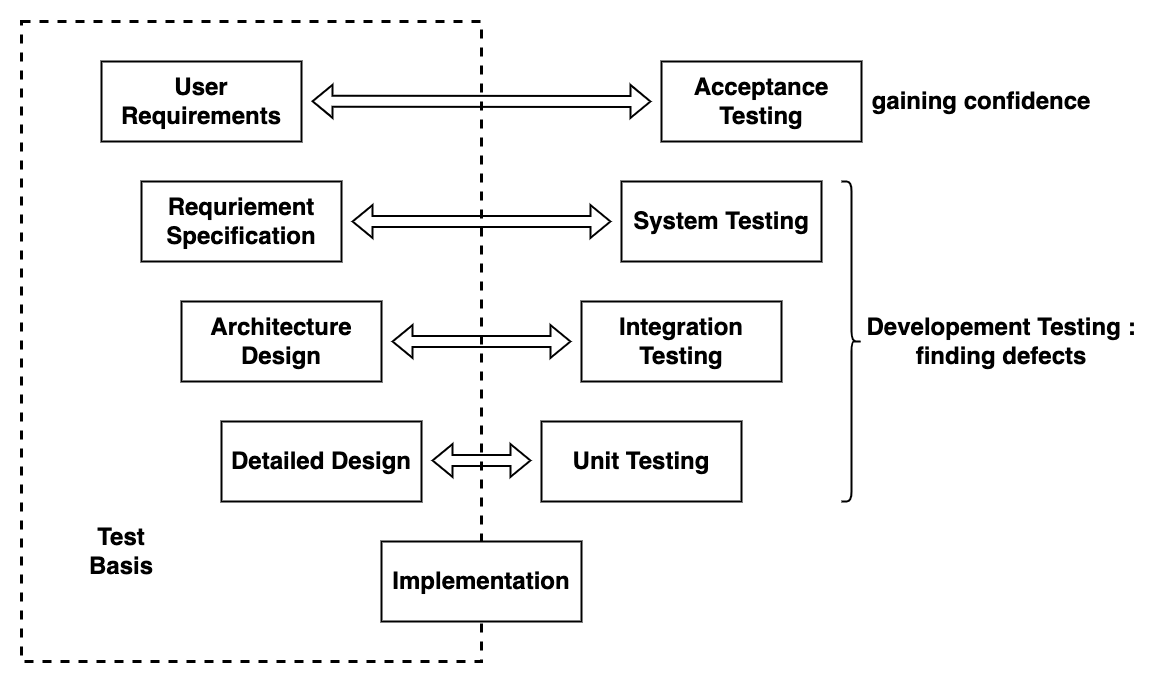 User
Requirements
Acceptance
Testing
gaining confidence
Requriement
Specification
System Testing
Architecture
Design
Integration
Testing
Developement Testing :
finding defects
Detailed Design
Unit Testing
Test
Basis
Implementation